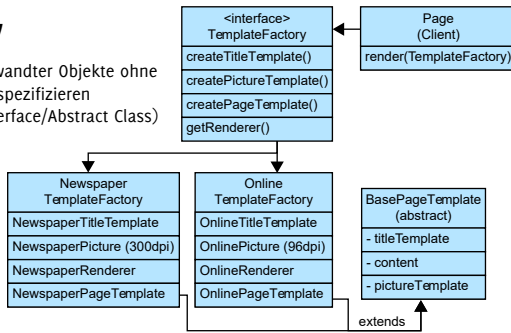 wandter Objekte ohne
spezifizieren
erface/Abstract Class)
<interface>
TemplateFactory
createTitleTemplate()
createPictureTemplate()
createPageTemplate()
getRenderer()
Page
(Client)
render(TemplateFactory)
Newspaper
TemplateFactory
NewspaperTitleTemplate
NewspaperPicture (300dpi)
NewspaperRenderer
NewspaperPageTemplate
Online
TemplateFactory
OnlineTitleTemplate
OnlinePicture (96dpi)
OnlineRenderer
OnlinePageTemplate
BasePageTemplate
(abstract)
- titleTemplate
- content
- pictureTemplate
extends